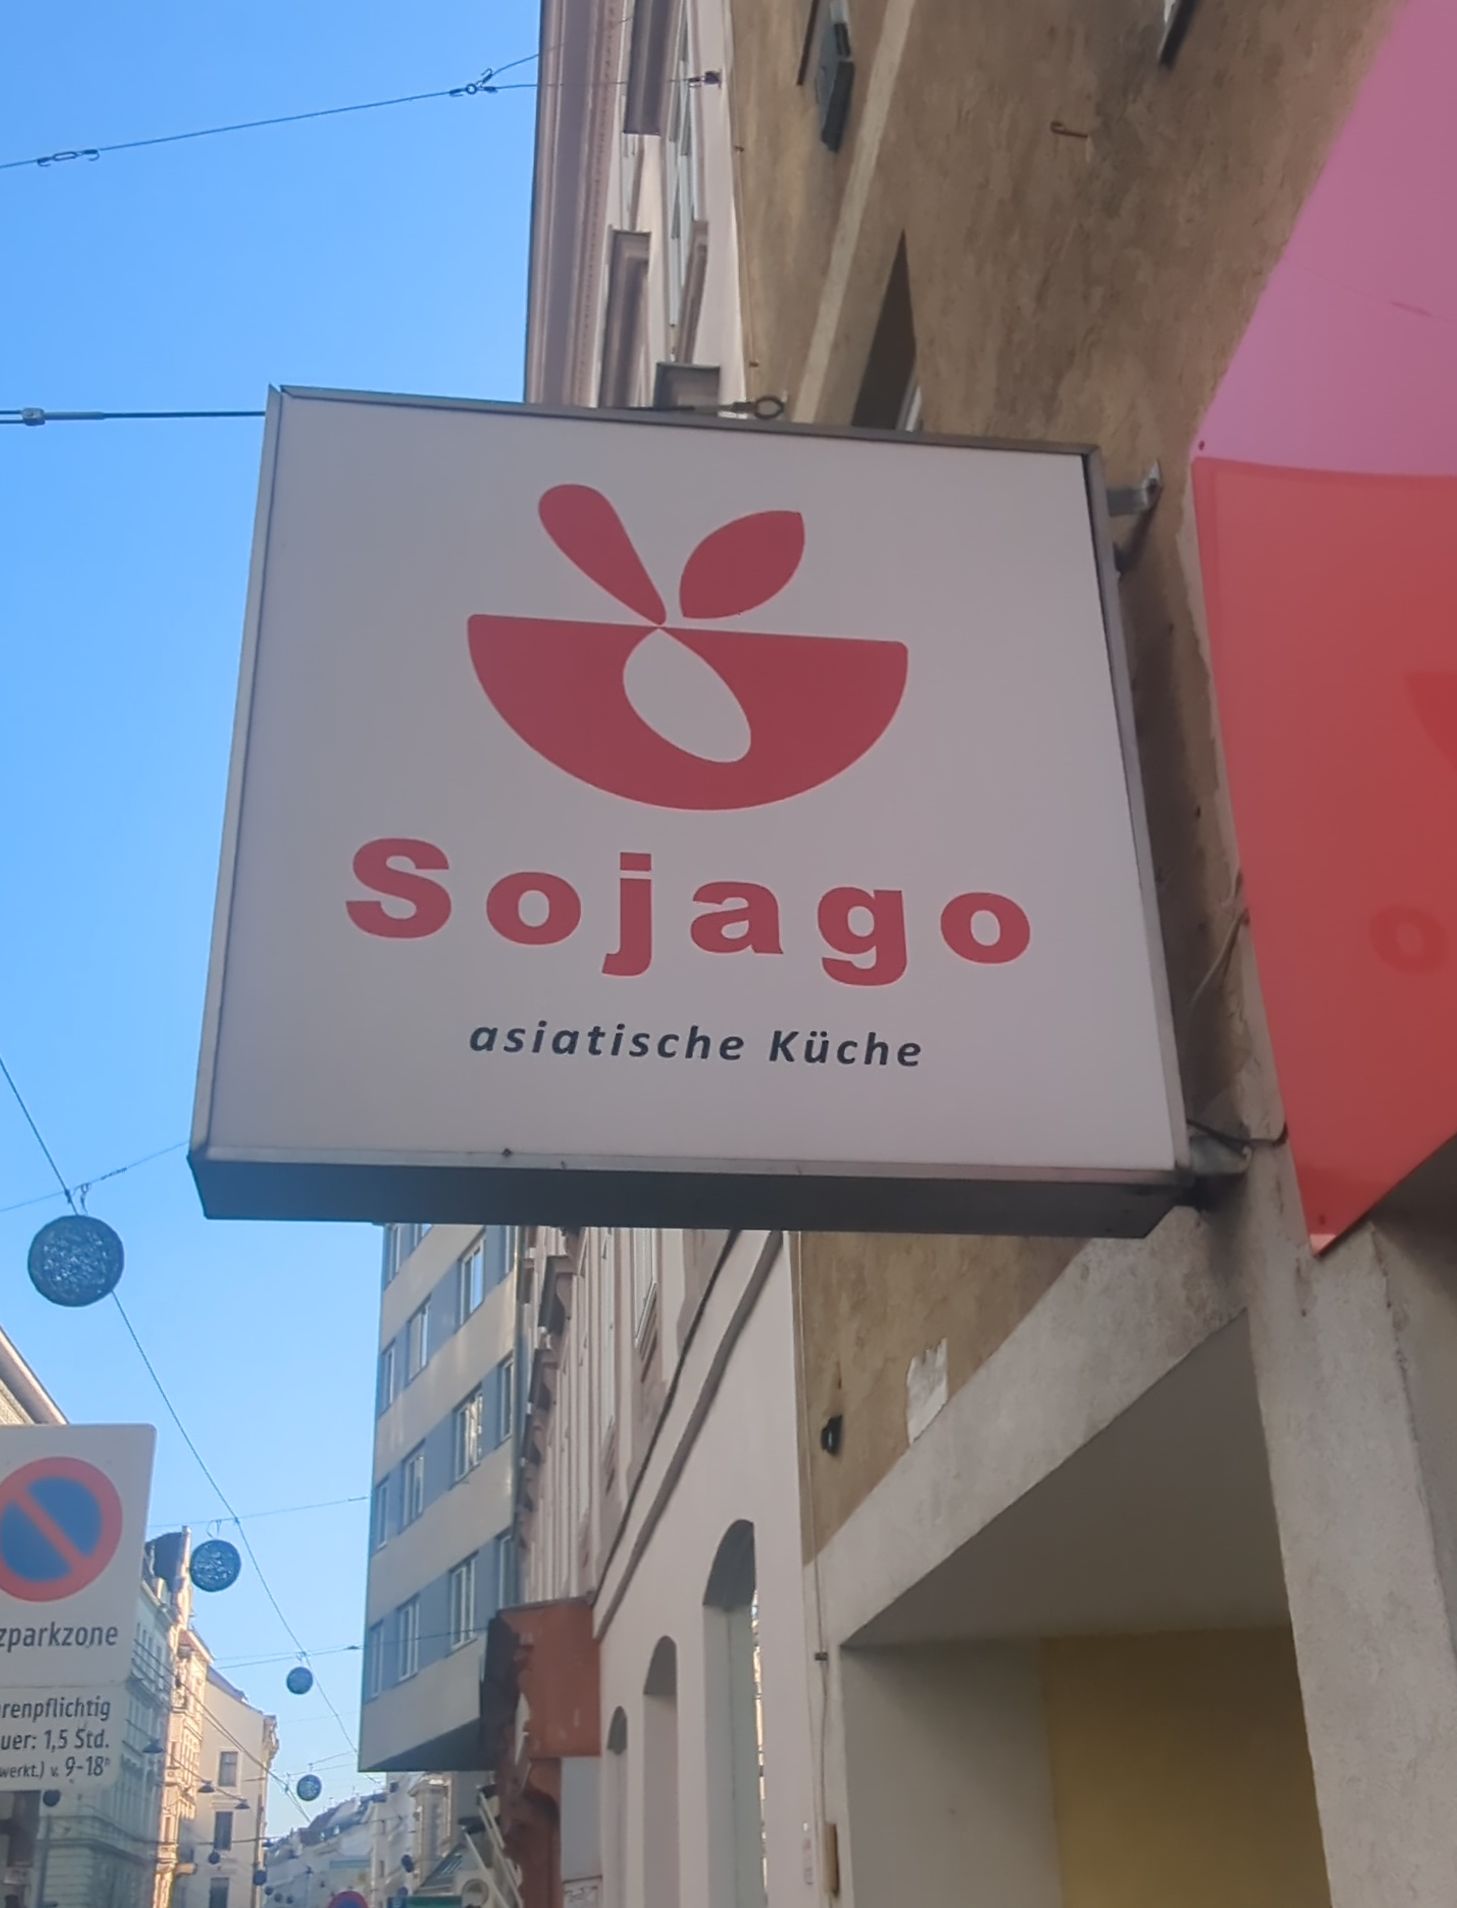 Sojago
asiatische Küche
zparkzone
renpflichtig
uer: 1,5 Std.
werkt.) v. 9-18ʰ